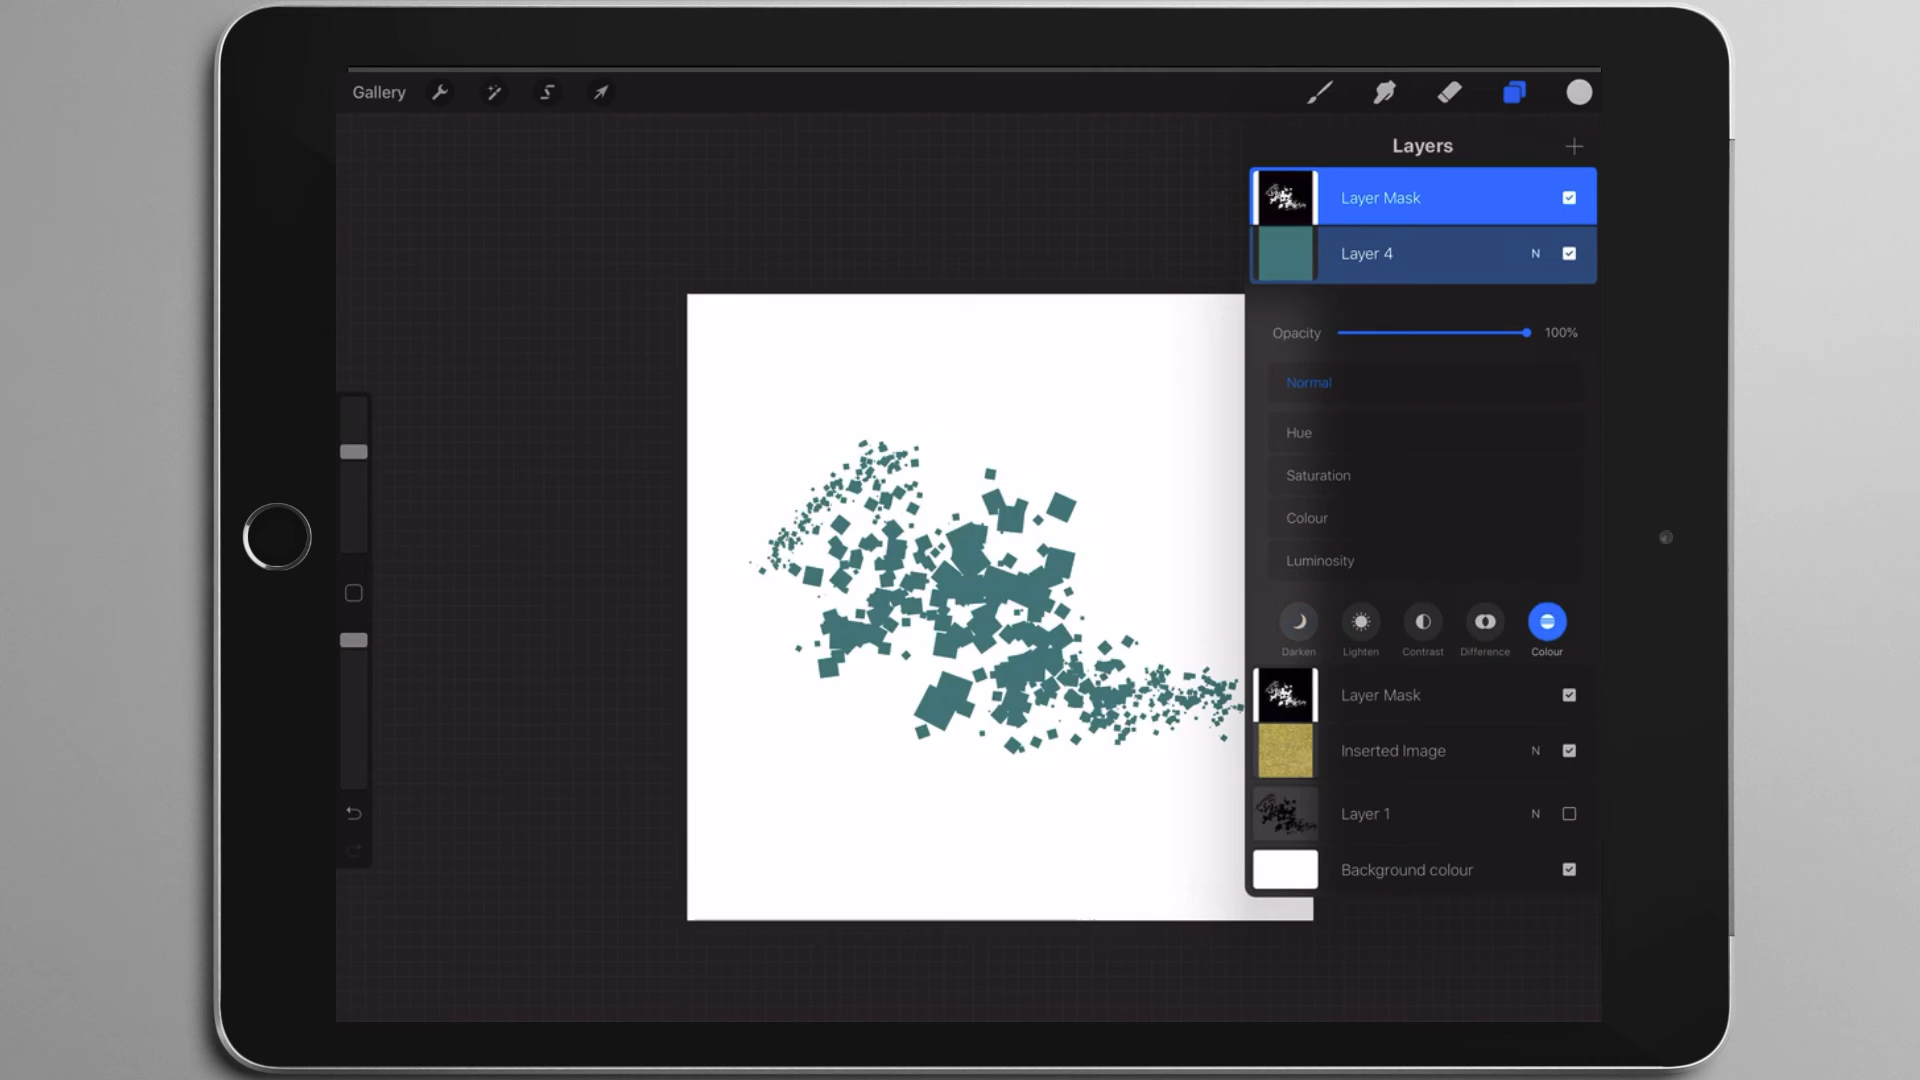 Gallery
Layers
Layer Mask
Layer 4 N
Opacity 100%
Normal
Hue
Saturation
Colour
Luminosity
Darken Lighten Contrast Difference Colour
Layer Mask
Inserted Image N
Layer 1 N
Background colour